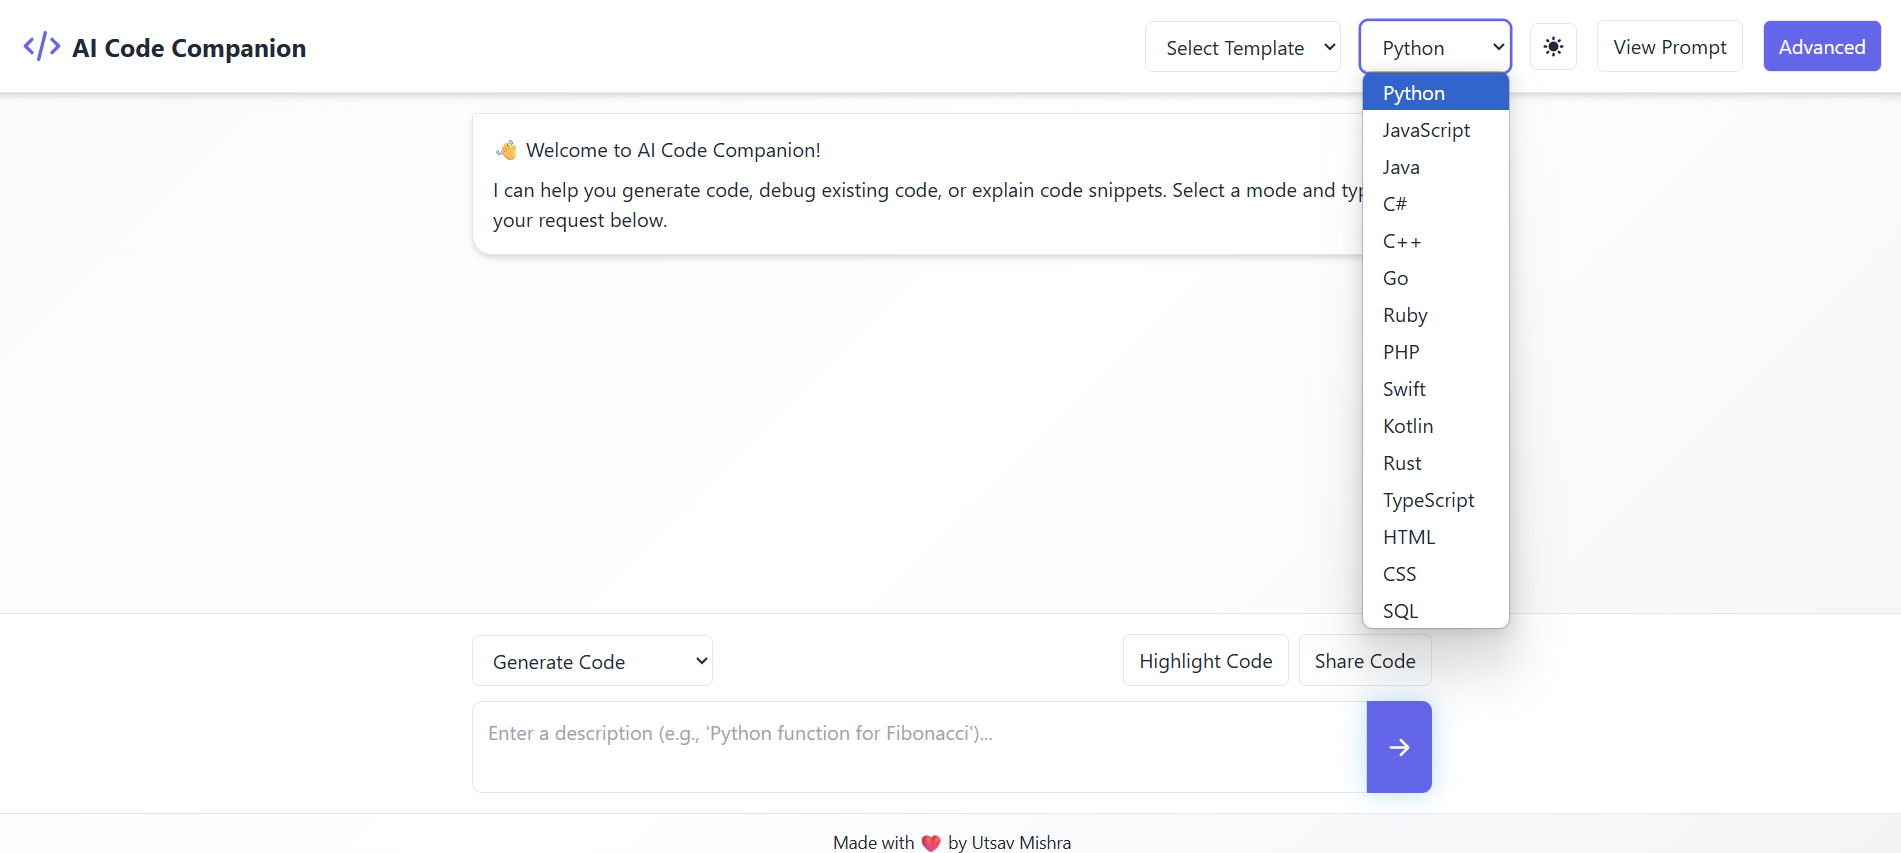 AI Code Companion
Select Template
Python
View Prompt
Advanced
Python
JavaScript
Java
C#
C++
Go
Ruby
PHP
Swift
Kotlin
Rust
TypeScript
HTML
CSS
SQL
👋 Welcome to AI Code Companion!
I can help you generate code, debug existing code, or explain code snippets. Select a mode and
your request below.
Generate Code
Highlight Code
Share Code
Enter a description (e.g., 'Python function for Fibonacci')...
Made with ❤️ by Utsav Mishra